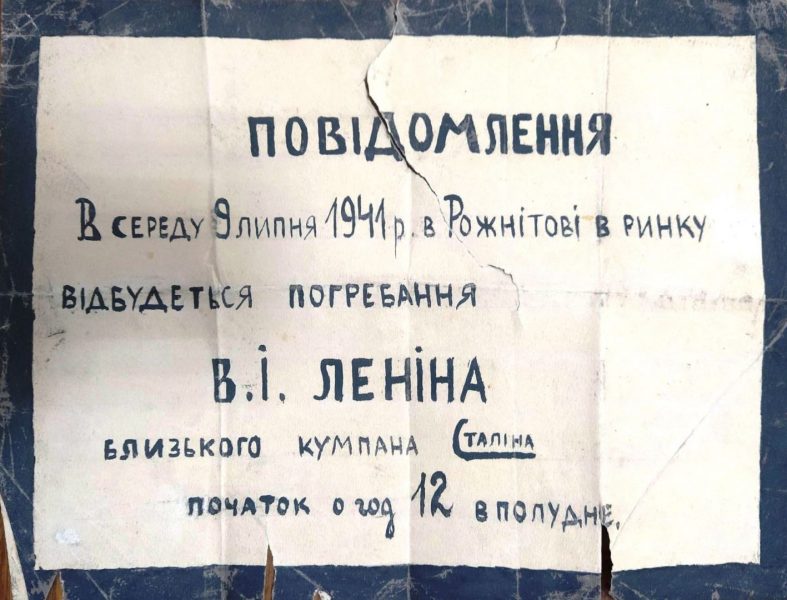 ПОВІДОМЛЕННЯ
В СЕРЕДУ 9 ЛИПНЯ 1941 р. в РОЖНІТОВІ в РИНКУ
ВІДБУДЕТЬСЯ ПОГРЕБАННЯ
В.І. ЛЕНІНА
БЛИЗЬКОГО КУМПАНА СТАЛІНА
ПОЧАТОК О год 12 в ПОЛУДНЕ.